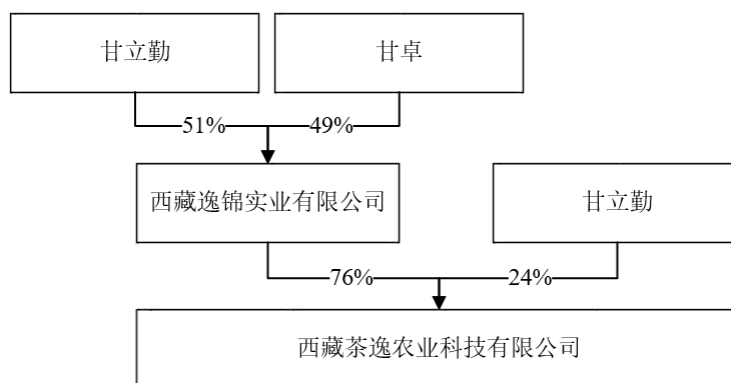 甘立勤
甘卓
51%
49%
西藏逸锦实业有限公司
甘立勤
76%
24%
西藏茶逸农业科技有限公司